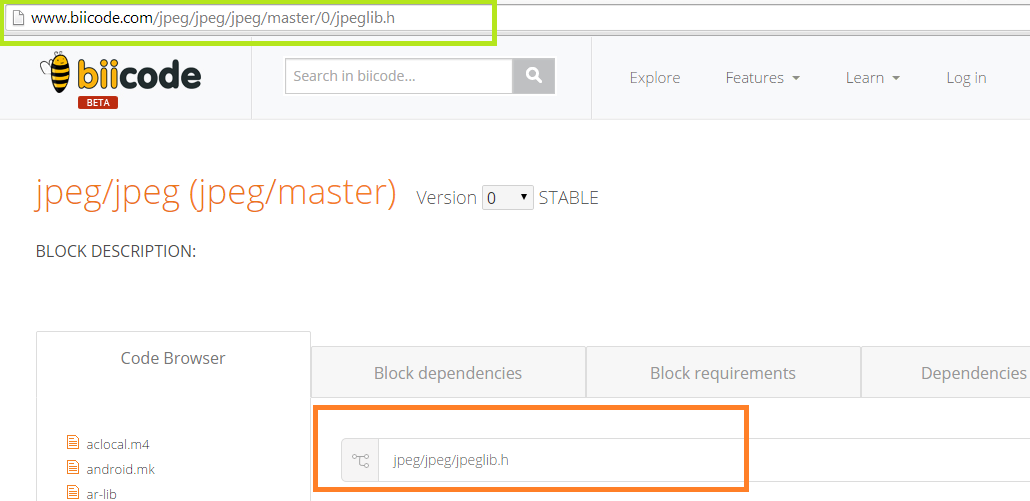 www.biicode.com/jpeg/jpeg/jpeg/master/0/jpeglib.h
biicode
BETA
Search in biicode...
Explore
Features
Learn
Log in
jpeg/jpeg (jpeg/master)
Version 0 STABLE
BLOCK DESCRIPTION:
Code Browser
Block dependencies
Block requirements
Dependencies
jpeg/jpeg/jpeglib.h
aclocal.m4
android.mk
ar-lib